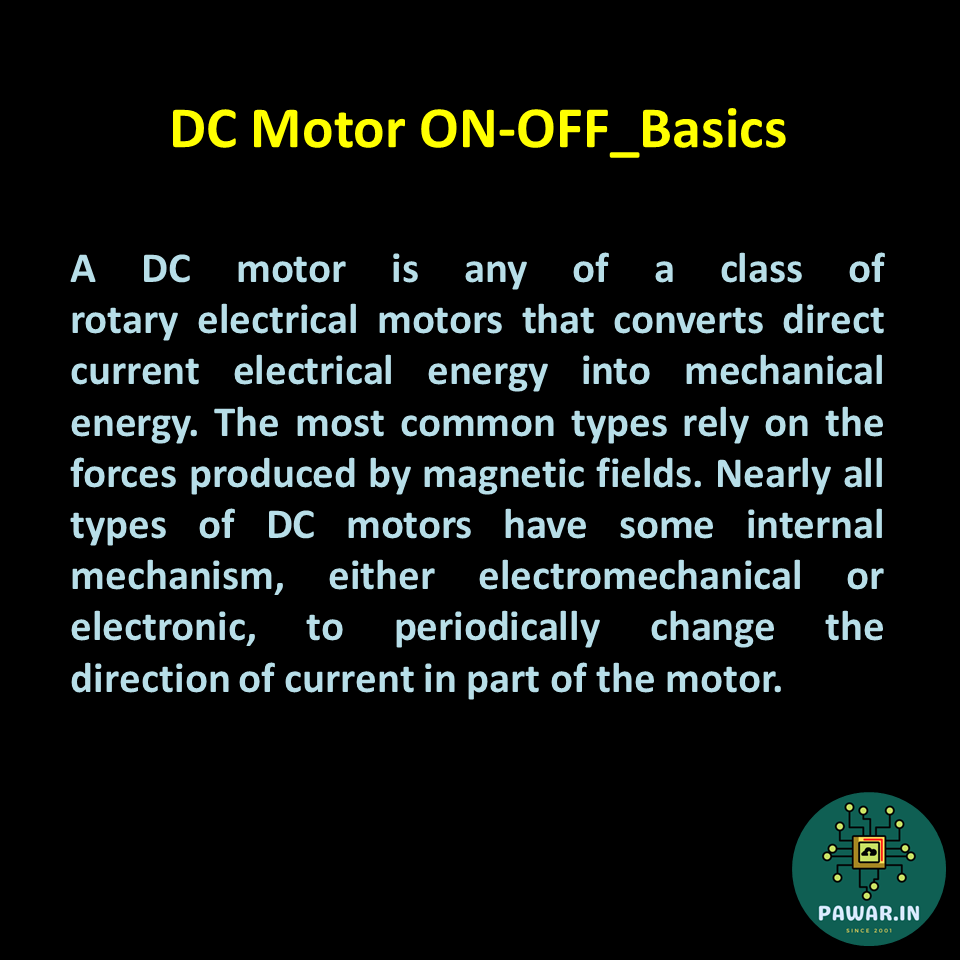 DC Motor ON-OFF_Basics
A DC motor is any of a class of
rotary electrical motors that converts direct
current electrical energy into mechanical
energy. The most common types rely on the
forces produced by magnetic fields. Nearly all
types of DC motors have some internal
mechanism, either electromechanical or
electronic, to periodically change the
direction of current in part of the motor.
PAWAR.IN
SINCE 2001